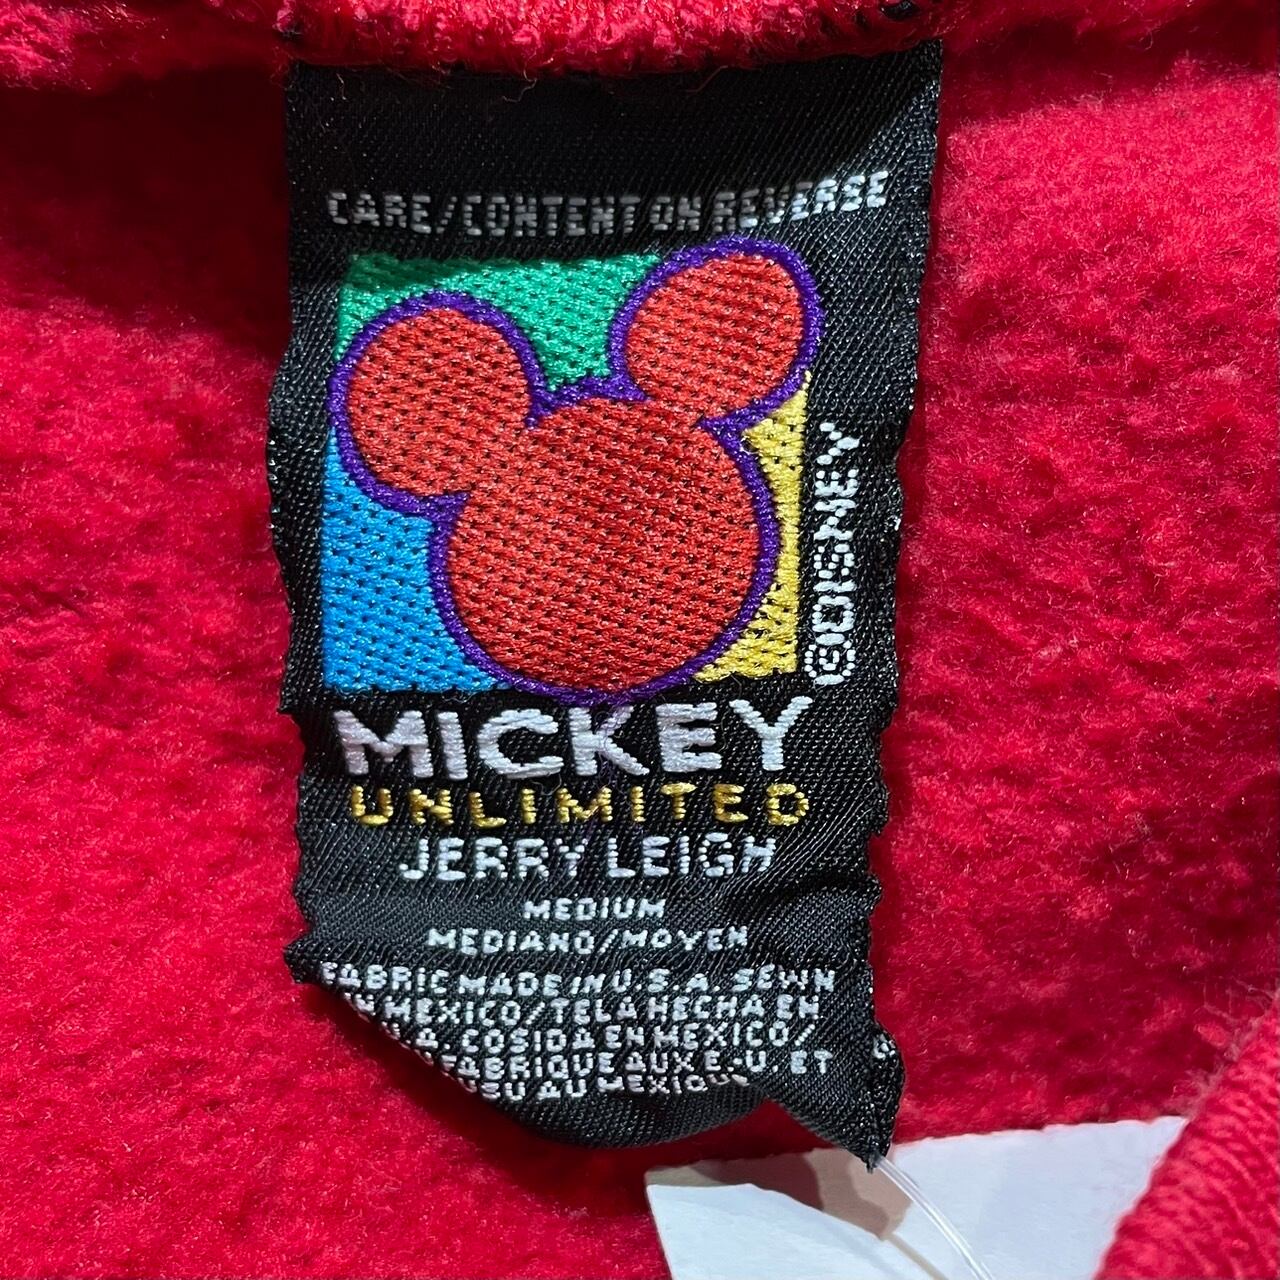 CARE/CONTENT ON REVERSE
©DISNEY
MICKEY
UNLIMITED
JERRY LEIGH
MEDIUM
MEDIANO/MOYEN
FABRIC MADE IN U.S.A. SEWN
IN MEXICO/TELA HECHA EN
COSIDA EN MEXICO/
AUX E.-U. ET
AU MEXIQUE